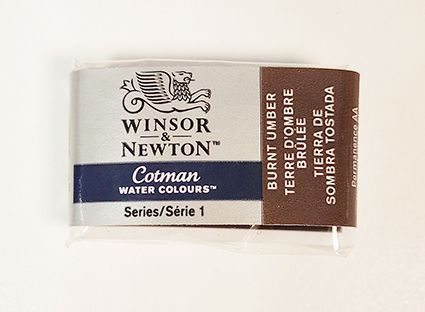 WINSOR
&
NEWTON™
Cotman
WATER COLOURS™
Series/Série 1
BURNT UMBER
TERRE D'OMBRE
BRÛLÉE
TIERRA DE
SOMBRA TOSTADA
Permanence AA